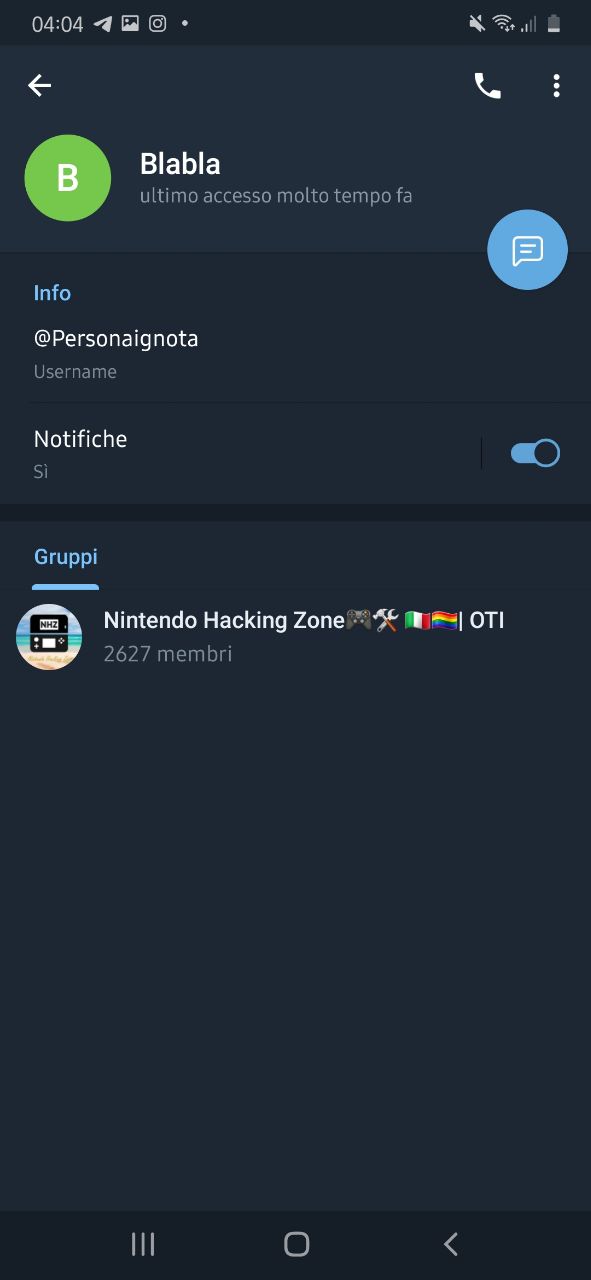 04:04
B
Blabla
ultimo accesso molto tempo fa
Info
@Personaignota
Username
Notifiche
Sì
Gruppi
NHZ
Nintendo Hacking Zone🎮🛠️ 🇮🇹🏳️‍🌈| OTI
2627 membri